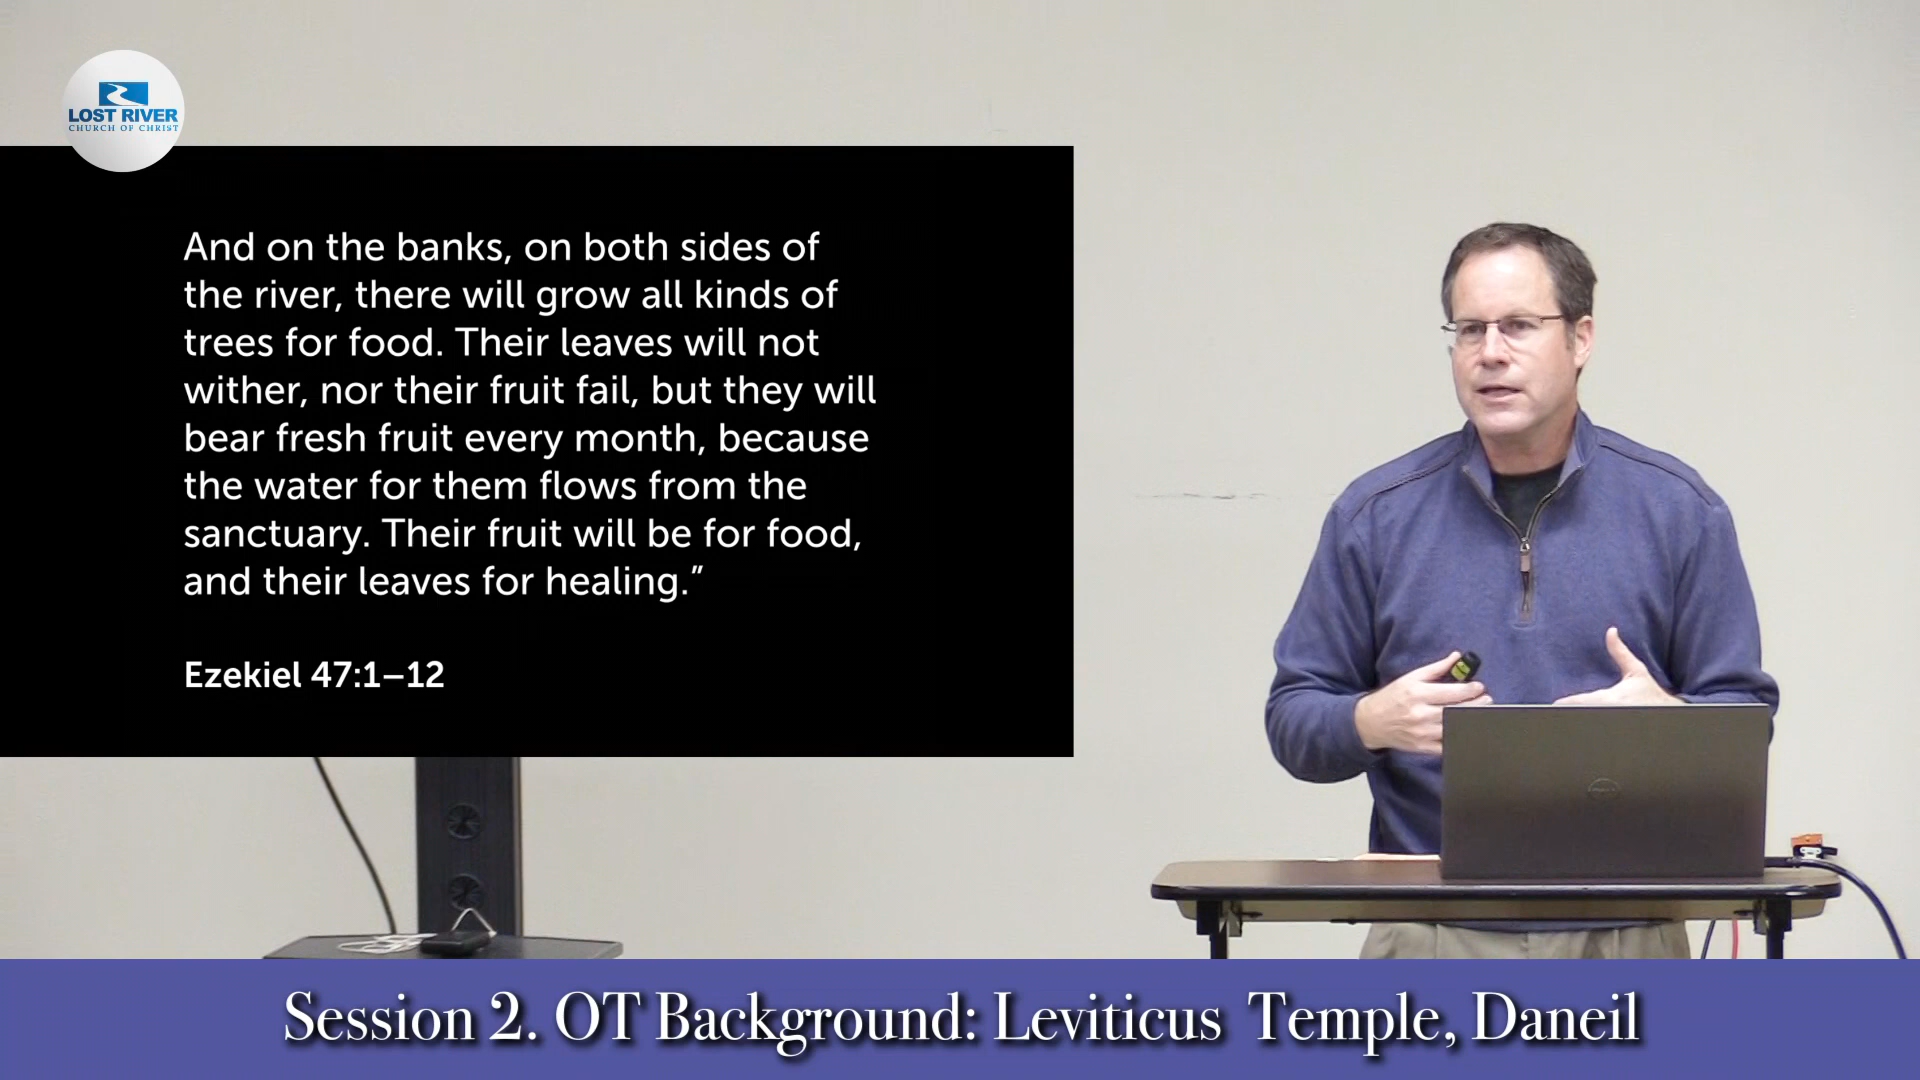 LOST RIVER
CHURCH OF CHRIST
And on the banks, on both sides of
the river, there will grow all kinds of
trees for food. Their leaves will not
wither, nor their fruit fail, but they will
bear fresh fruit every month, because
the water for them flows from the
sanctuary. Their fruit will be for food,
and their leaves for healing.”
Ezekiel 47:1–12
DELL
Session 2. OT Background: Leviticus  Temple, Daneil